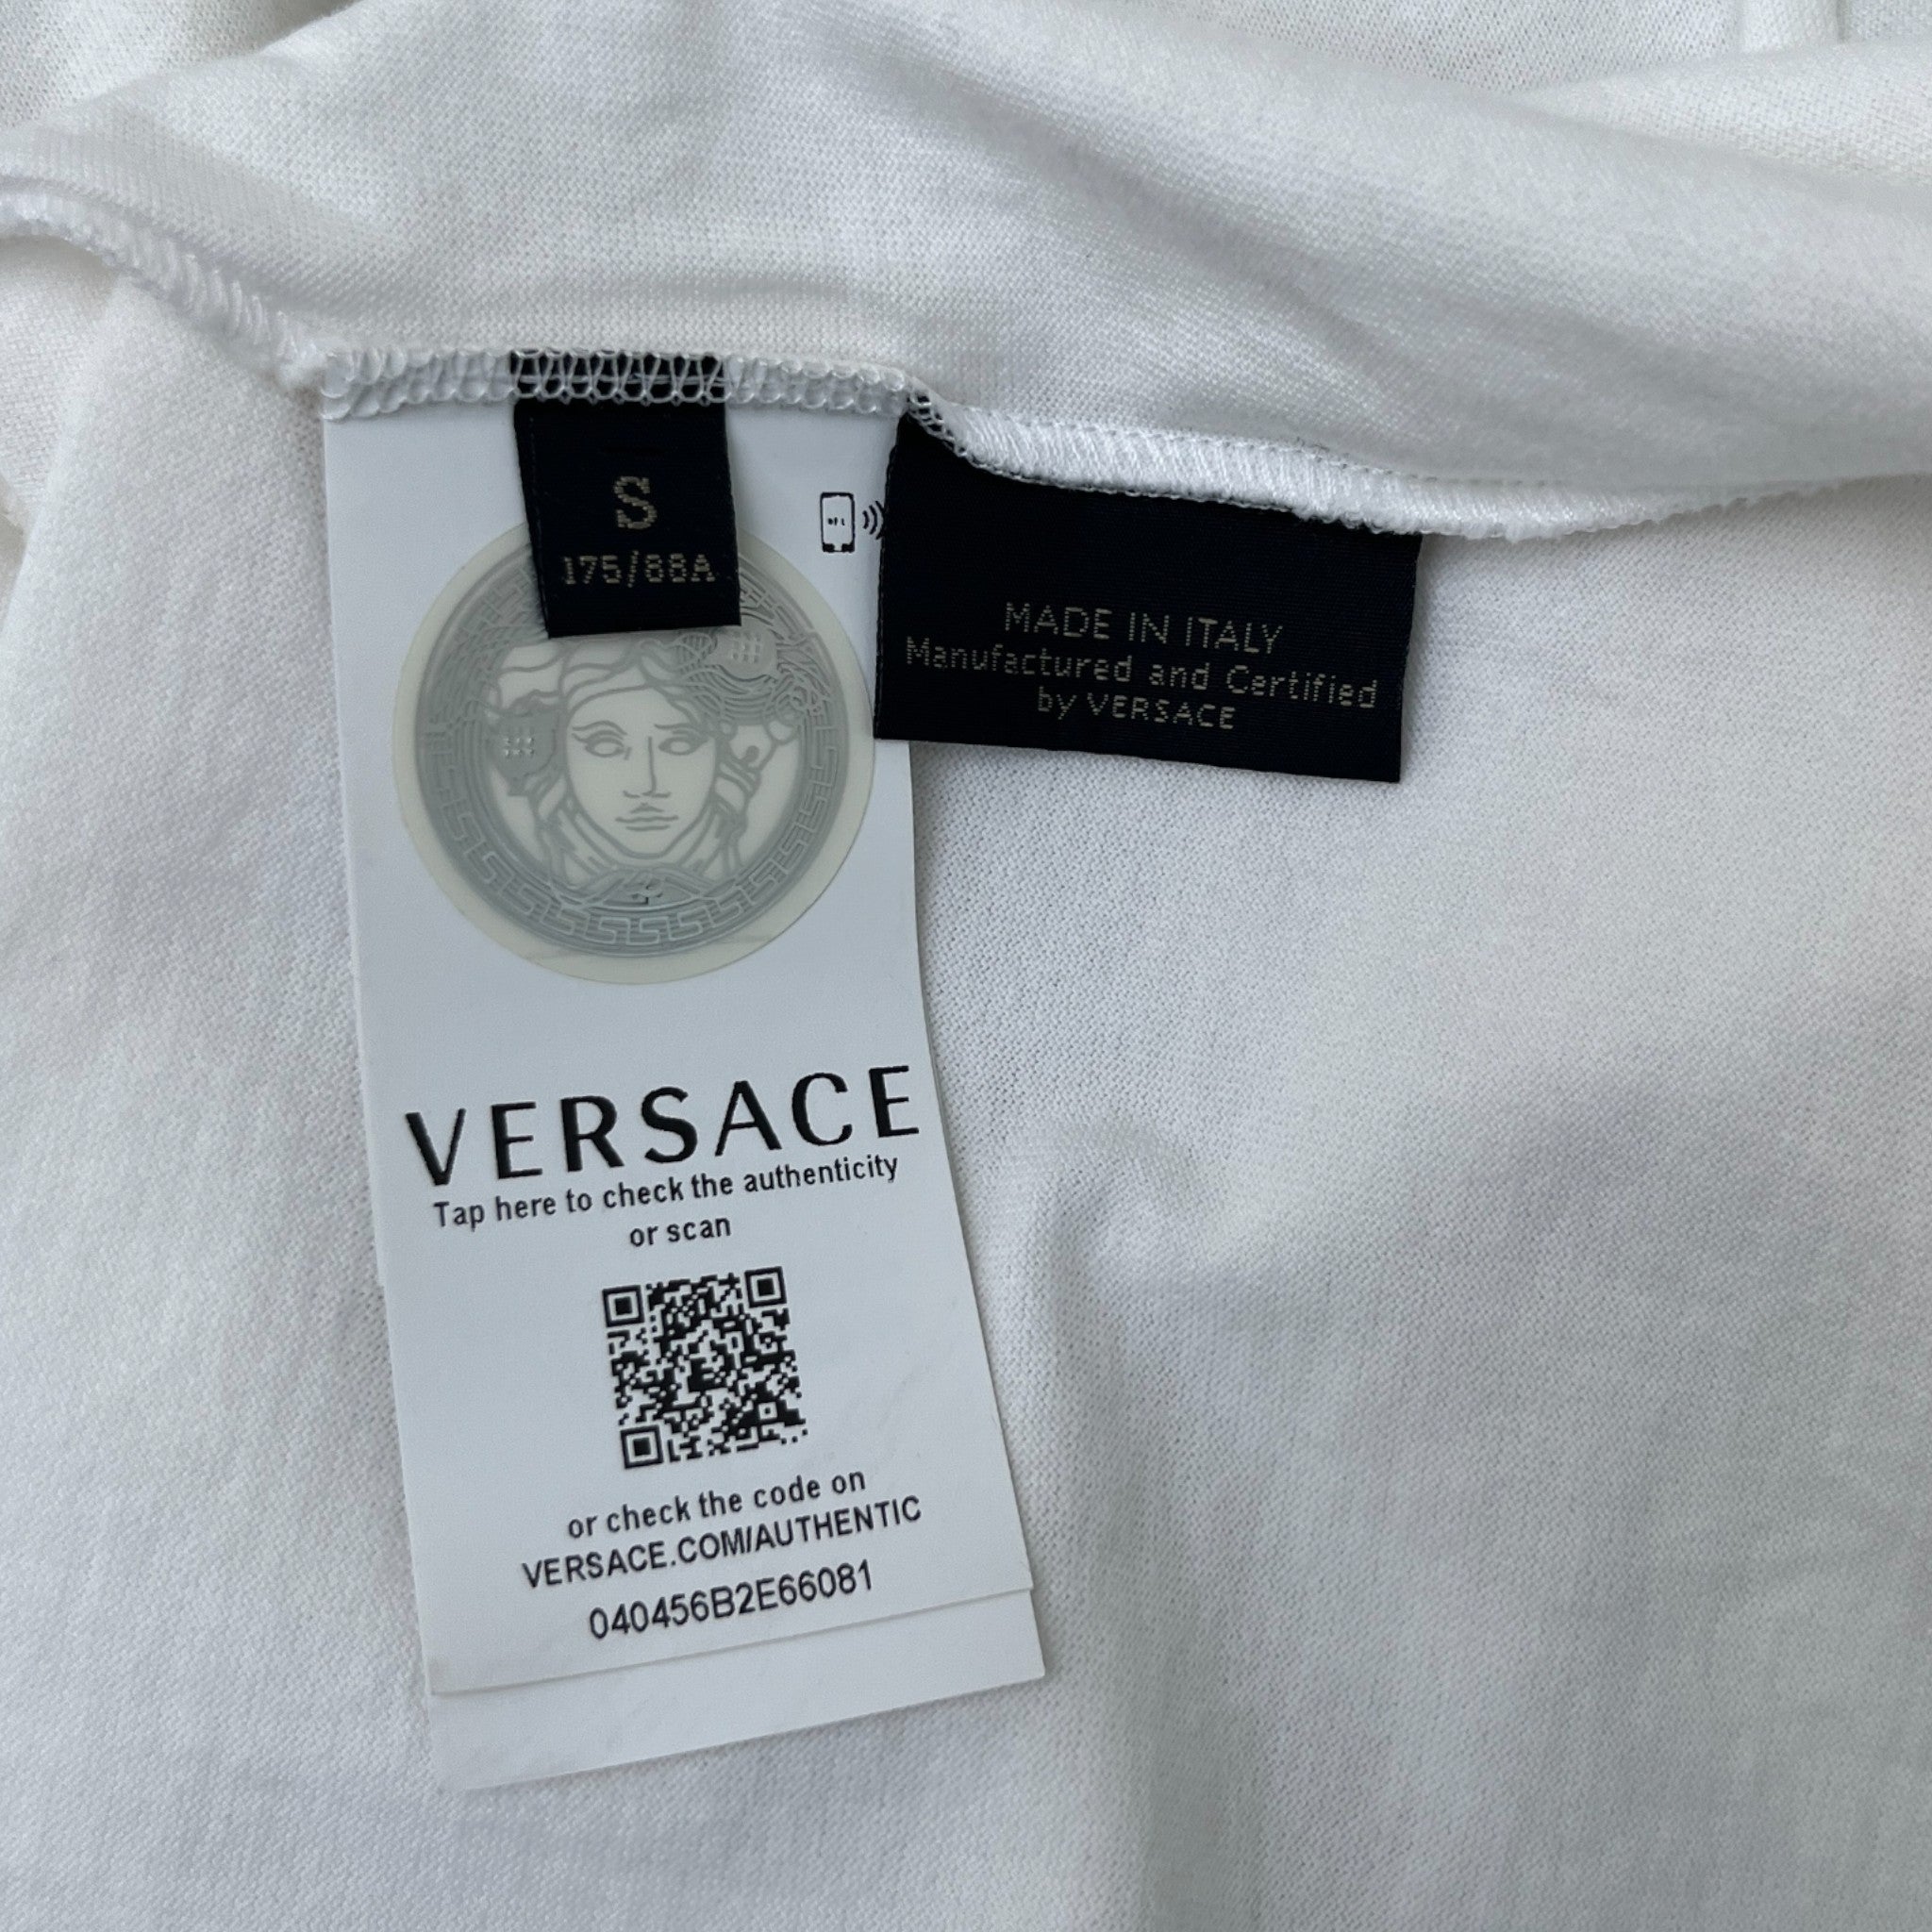 S
175/88A
MADE IN ITALY
Manufactured and Certified
by VERSACE
VERSACE
Tap here to check the authenticity
or scan
or check the code on
VERSACE.COM/AUTHENTIC
040456B2E66081